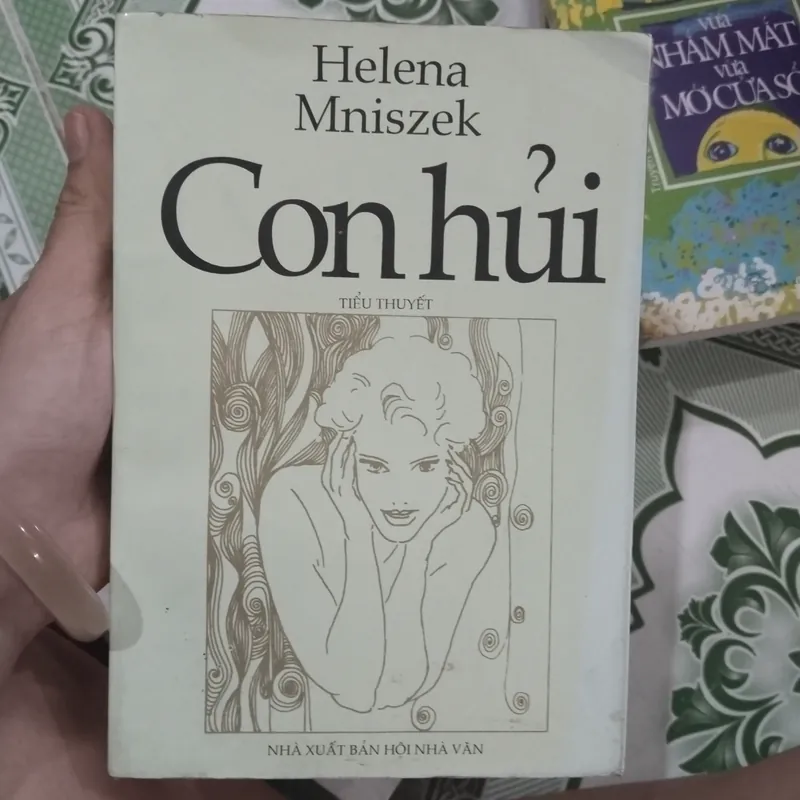 Helena
Mniszek
Con hủi
TIỂU THUYẾT
NHÀ XUẤT BẢN HỘI NHÀ VĂN
vừa
NHẮM MẮT
vừa
MỞ CỬA SỔ